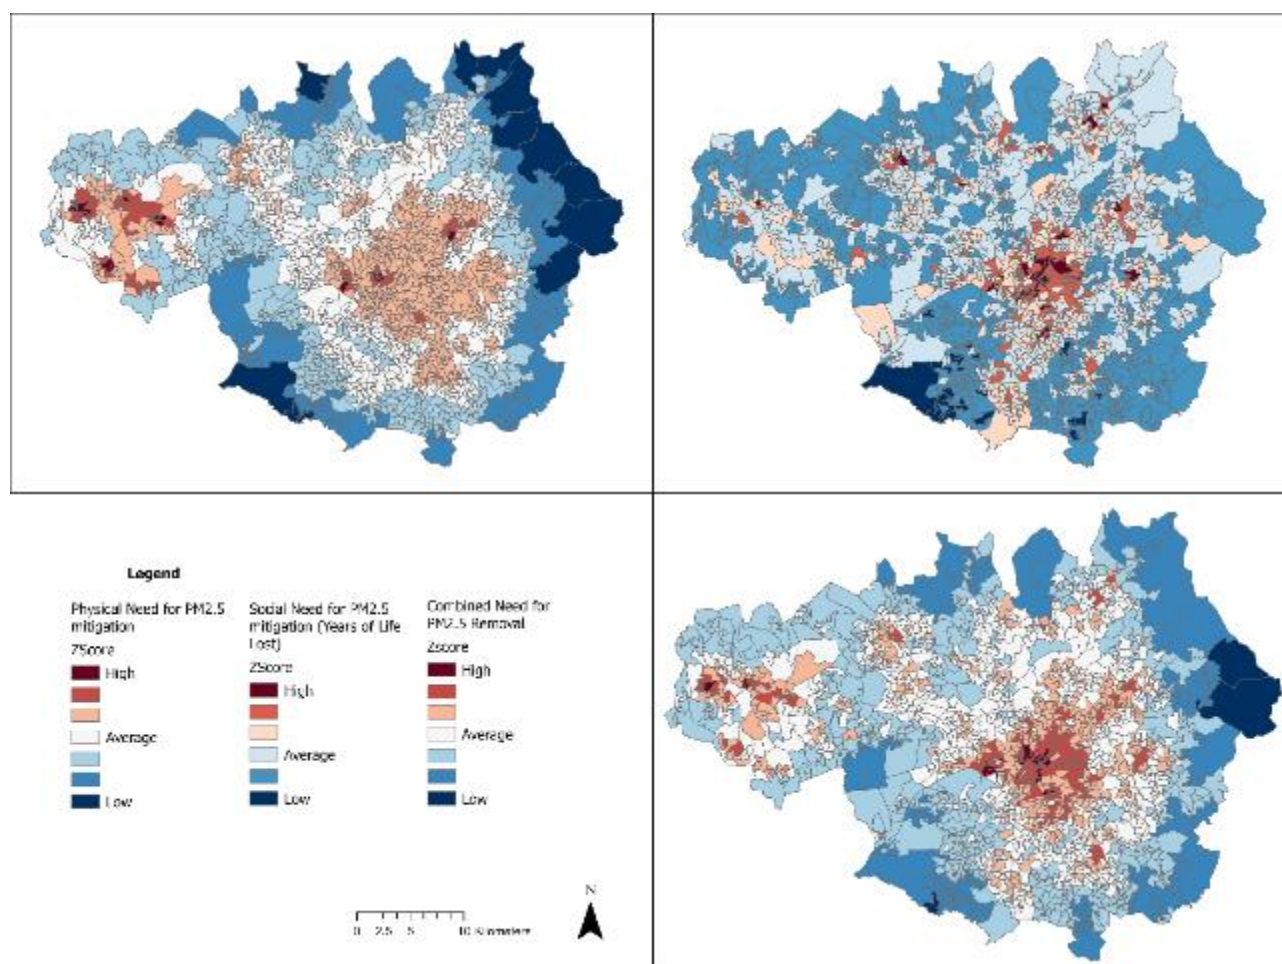 Legend
Physical Need for PM2.5
mitigation
ZScore
High
Average
Low
Social Need for PM2.5
mitigation (Years of Life
Lost)
ZScore
High
Average
Low
Combined Need for
PM2.5 Removal
Zscore
High
Average
Low
N
0 2.5 5 10 Kilometers